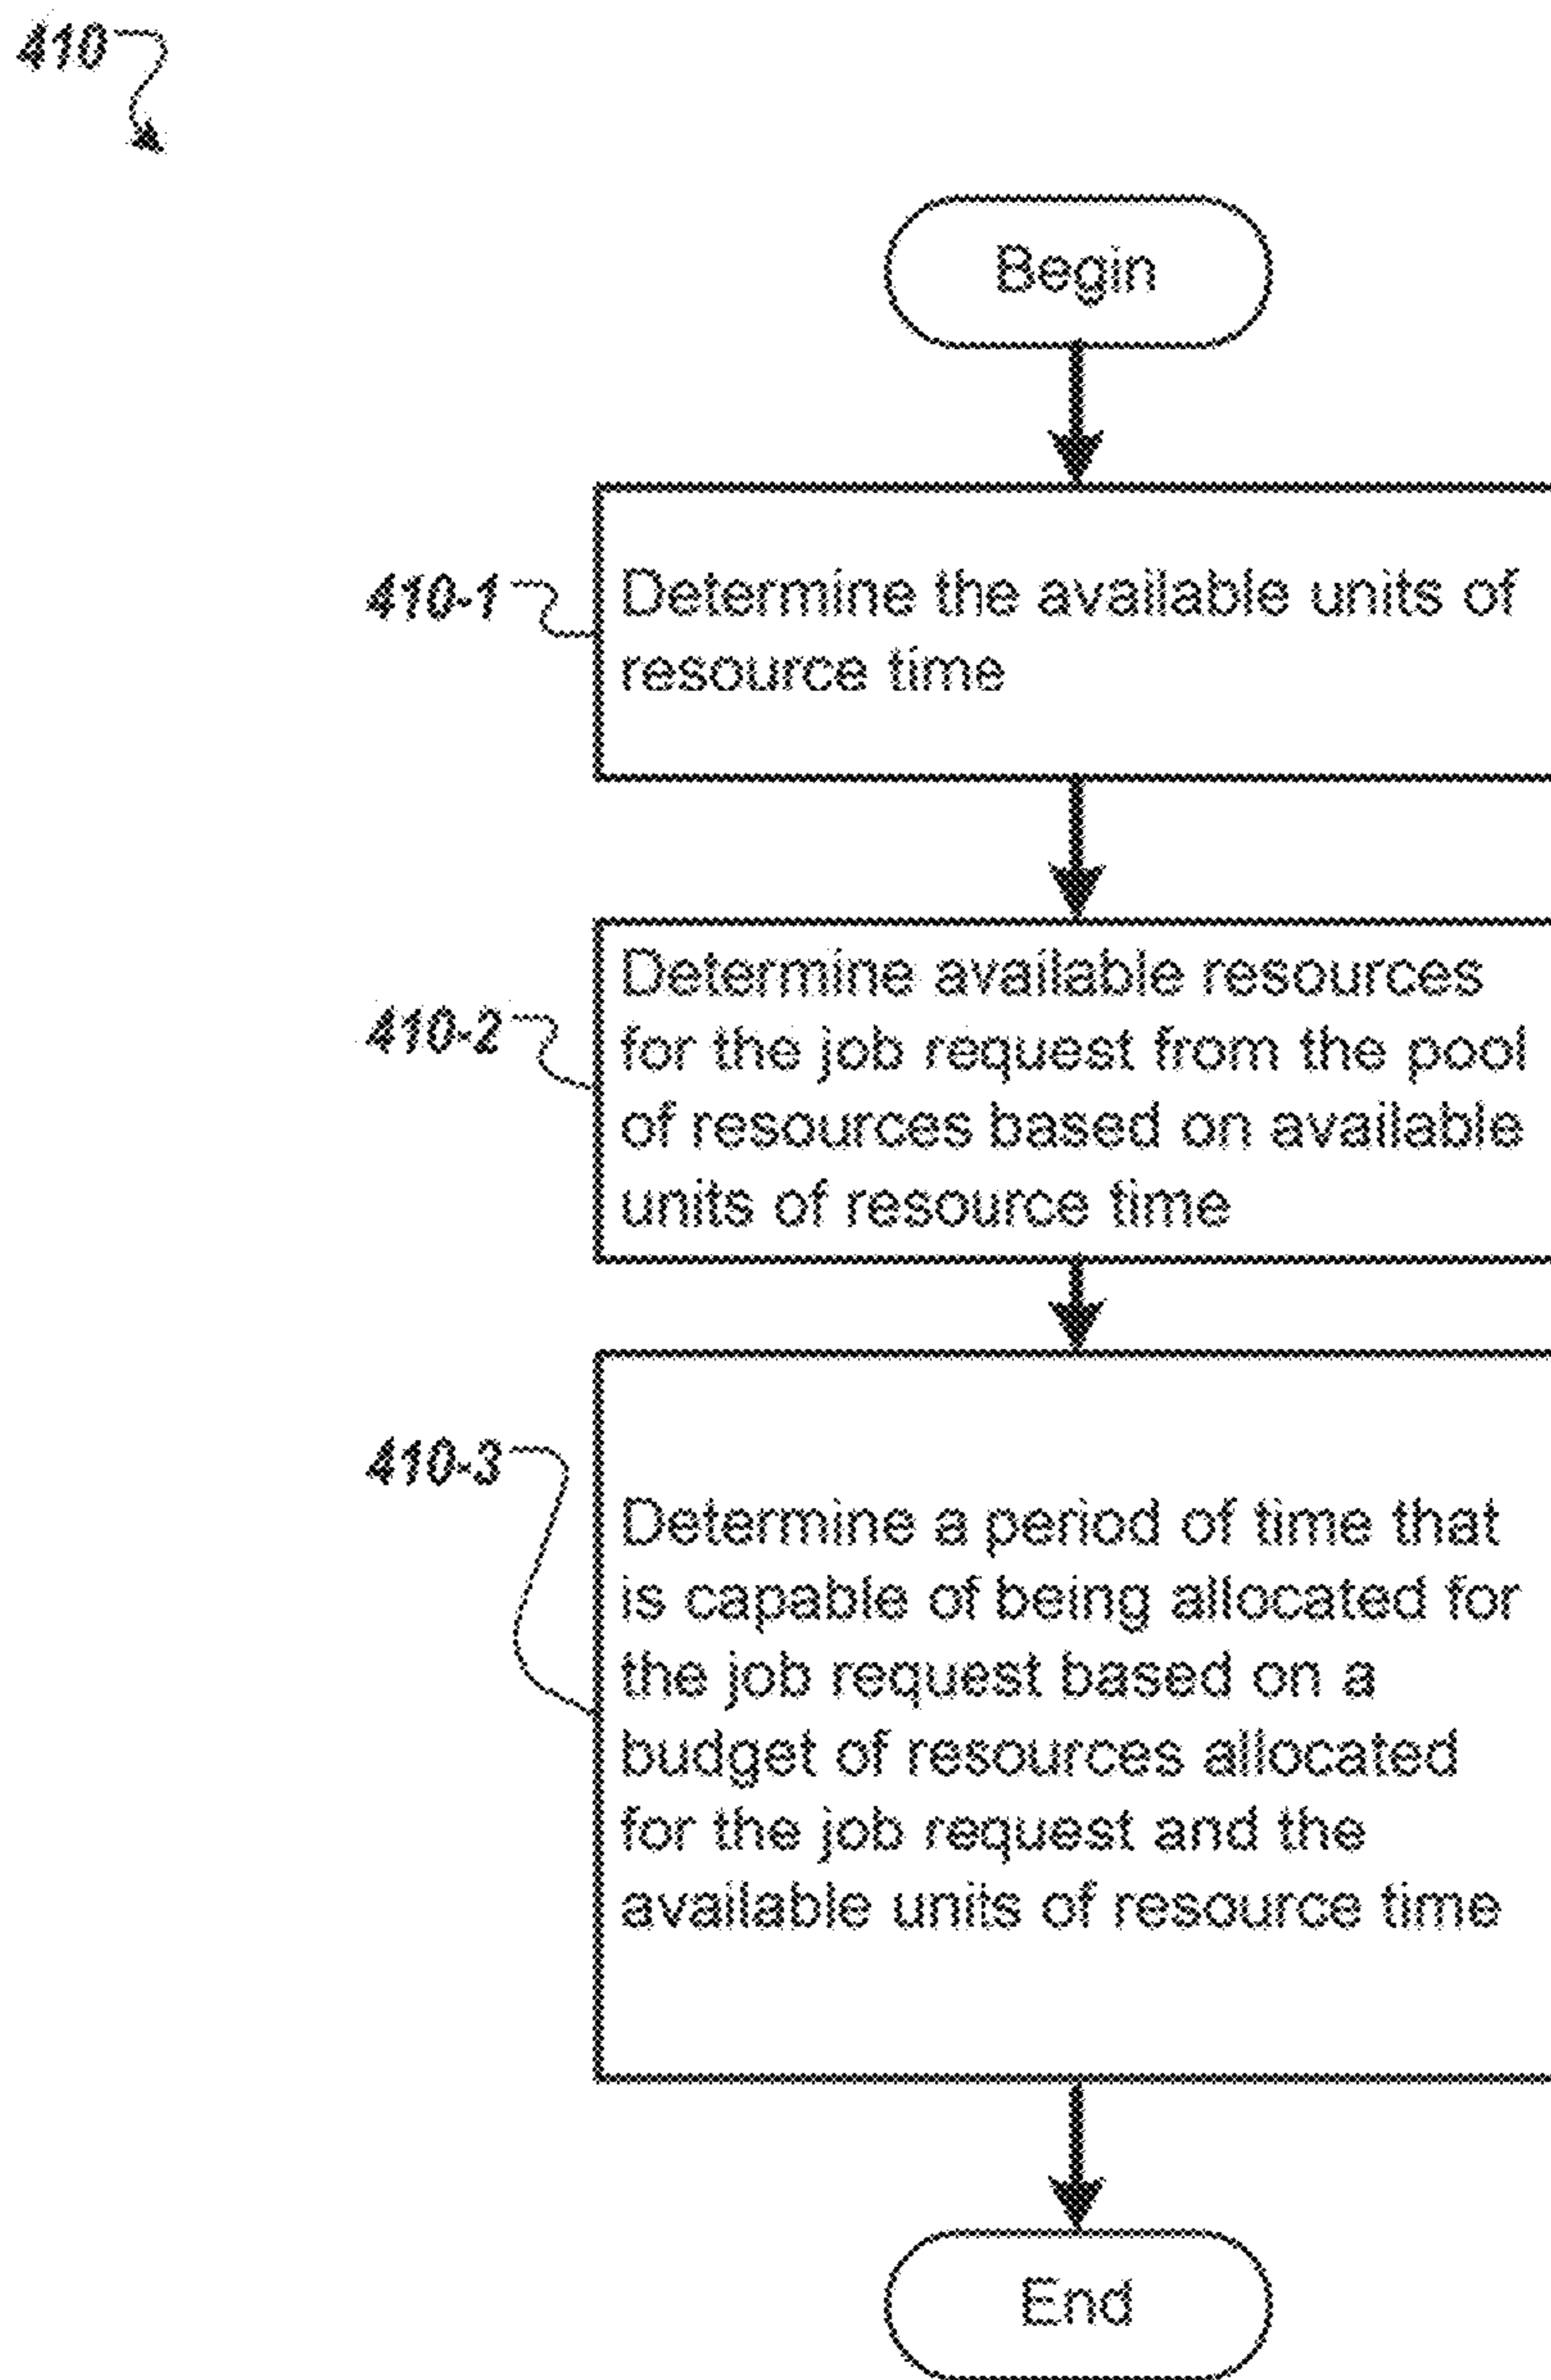 410
Begin
410-1
Determine the available units of
resource time
410-2
Determine available resources
for the job request from the pool
of resources based on available
units of resource time
410-3
Determine a period of time that
is capable of being allocated for
the job request based on a
budget of resources allocated
for the job request and the
available units of resource time
End